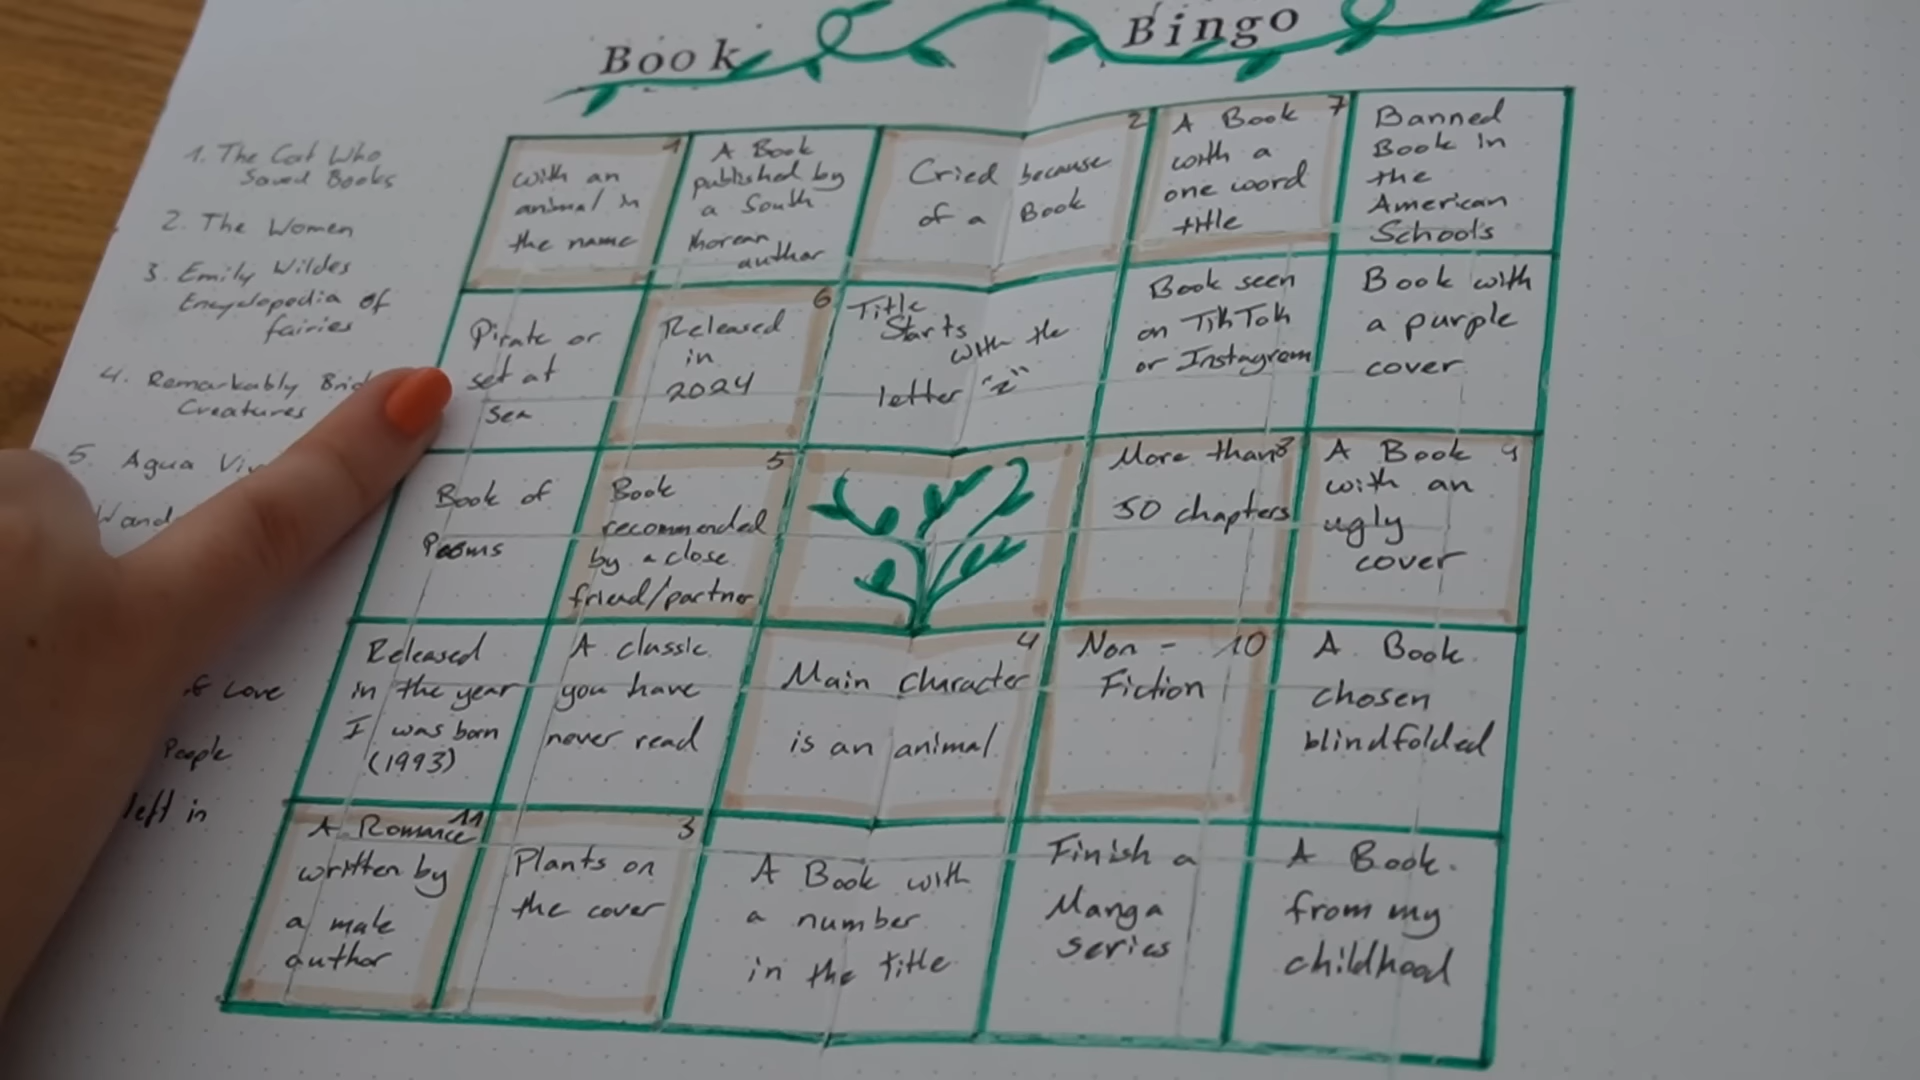 Book Bingo
1. The Cat Who
Saved Books
2. The Women
3. Emily Wildes
Encyclopedia of
fairies
4. Remarkably
Creatures
5. Agua
of Love
People
left in
1
with an
animal in
the name
A Book
published by
a South
Korean
author
2
Cried because
of a Book
7
A Book
with a
one word
title
Banned
Book in
the
American
Schools
Pirate or
set at
sea
6
Released
in
2024
Title
Starts
with the
letter "z"
Book seen
on TikTok
or Instagram
Book with
a purple
cover
Book of
Poems
5
Book
recommended
by a close
friend/partner
More than
50 chapters
A Book
with an
ugly
cover
Released
in the year
I was born
(1993)
A classic
you have
never read
4
Main character
is an animal
10
Non-
Fiction
A Book
chosen
blindfolded
11
A Romance
written by
a male
author
3
Plants on
the cover
A Book with
a number
in the title
Finish a
Manga
series
A Book
from my
childhood